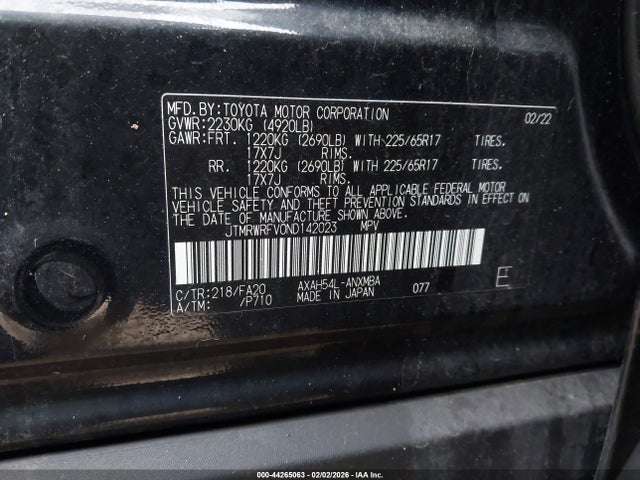 MFD.BY:TOYOTA MOTOR CORPORATION 02/22
GVWR:2230KG (4920LB)
GAWR:FRT. 1220KG (2690LB) WITH 225/65R17 TIRES.
17X7J RIMS.
RR. 1220KG (2690LB) WITH 225/65R17 TIRES.
17X7J RIMS.
THIS VEHICLE CONFORMS TO ALL APPLICABLE FEDERAL MOTOR
VEHICLE SAFETY AND THEFT PREVENTION STANDARDS IN EFFECT ON
THE DATE OF MANUFACTURE SHOWN ABOVE.
JTMRWRFV0ND142023 MPV
C/TR:218/FA20 AXAH54L-ANXMBA 077 E
A/TM: /P710 MADE IN JAPAN
000-44265063 - 02/02/2026 - IAA Inc.